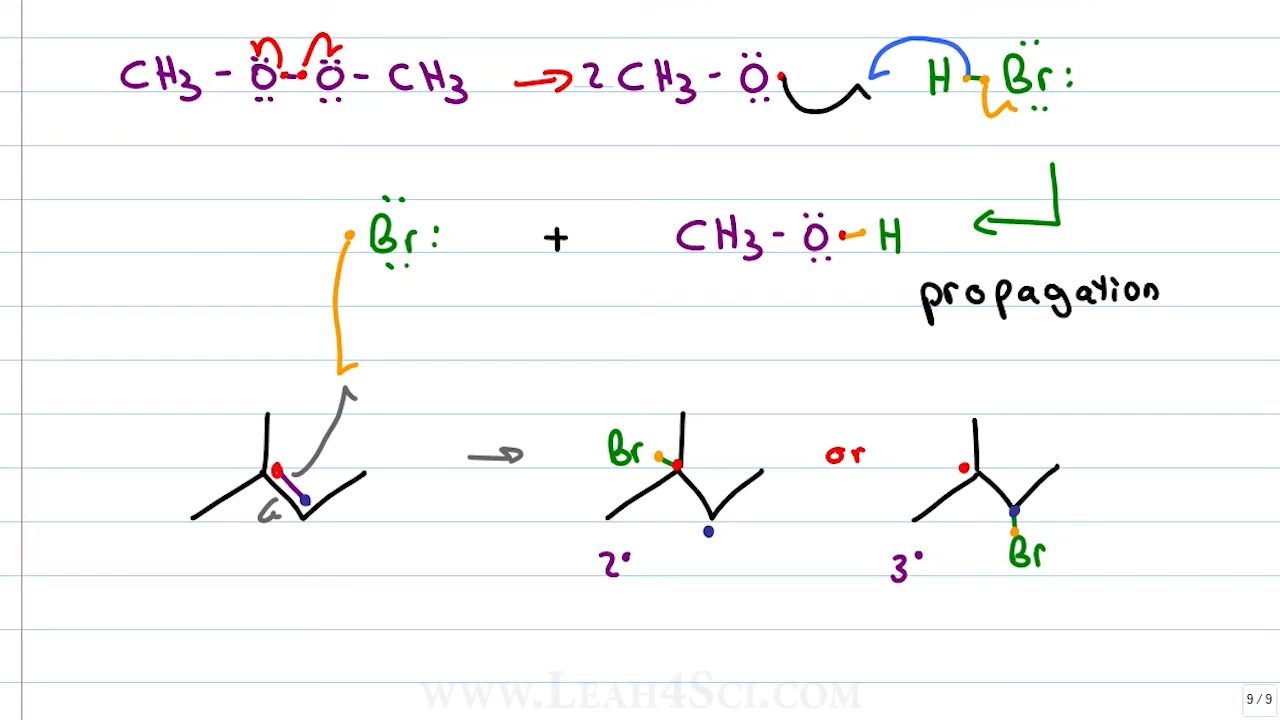 CH3 - O - O - CH3 → 2 CH3 - O· H - Br:
·Br: + CH3 - O - H
propagation
Br or
2° 3° Br
www.Leah4Sci.com
9/9